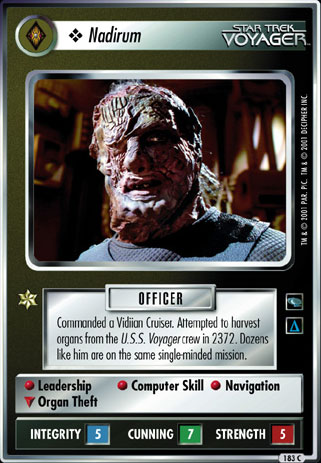 ❖ Nadirum
STAR TREK
VOYAGER™
TM & © 2001 PAR. PIC. TM & © 2001 DECIPHER INC.
OFFICER
Commanded a Vidiian Cruiser. Attempted to harvest
organs from the U.S.S. Voyager crew in 2372. Dozens
like him are on the same single-minded mission.
Leadership Computer Skill Navigation
Organ Theft
INTEGRITY 5 CUNNING 7 STRENGTH 5
183 C